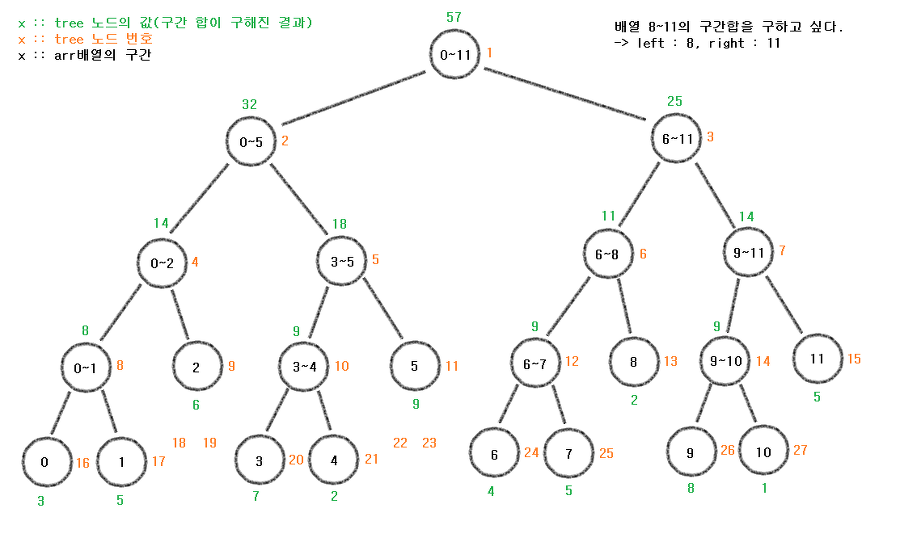 x :: tree 노드의 값(구간 합이 구해진 결과)
x :: tree 노드 번호
x :: arr배열의 구간
배열 8~11의 구간합을 구하고 싶다.
-> left : 8, right : 11
57
0~11 1
32 25
0~5 2 6~11 3
14 18 11 14
0~2 4 3~5 5 6~8 6 9~11 7
8 9 9 9
0~1 8 2 9 3~4 10 5 11 6~7 12 8 13 9~10 14 11 15
6 9 2 5
18 19 22 23
0 16 1 17 3 20 4 21 6 24 7 25 9 26 10 27
3 5 7 2 4 5 8 1